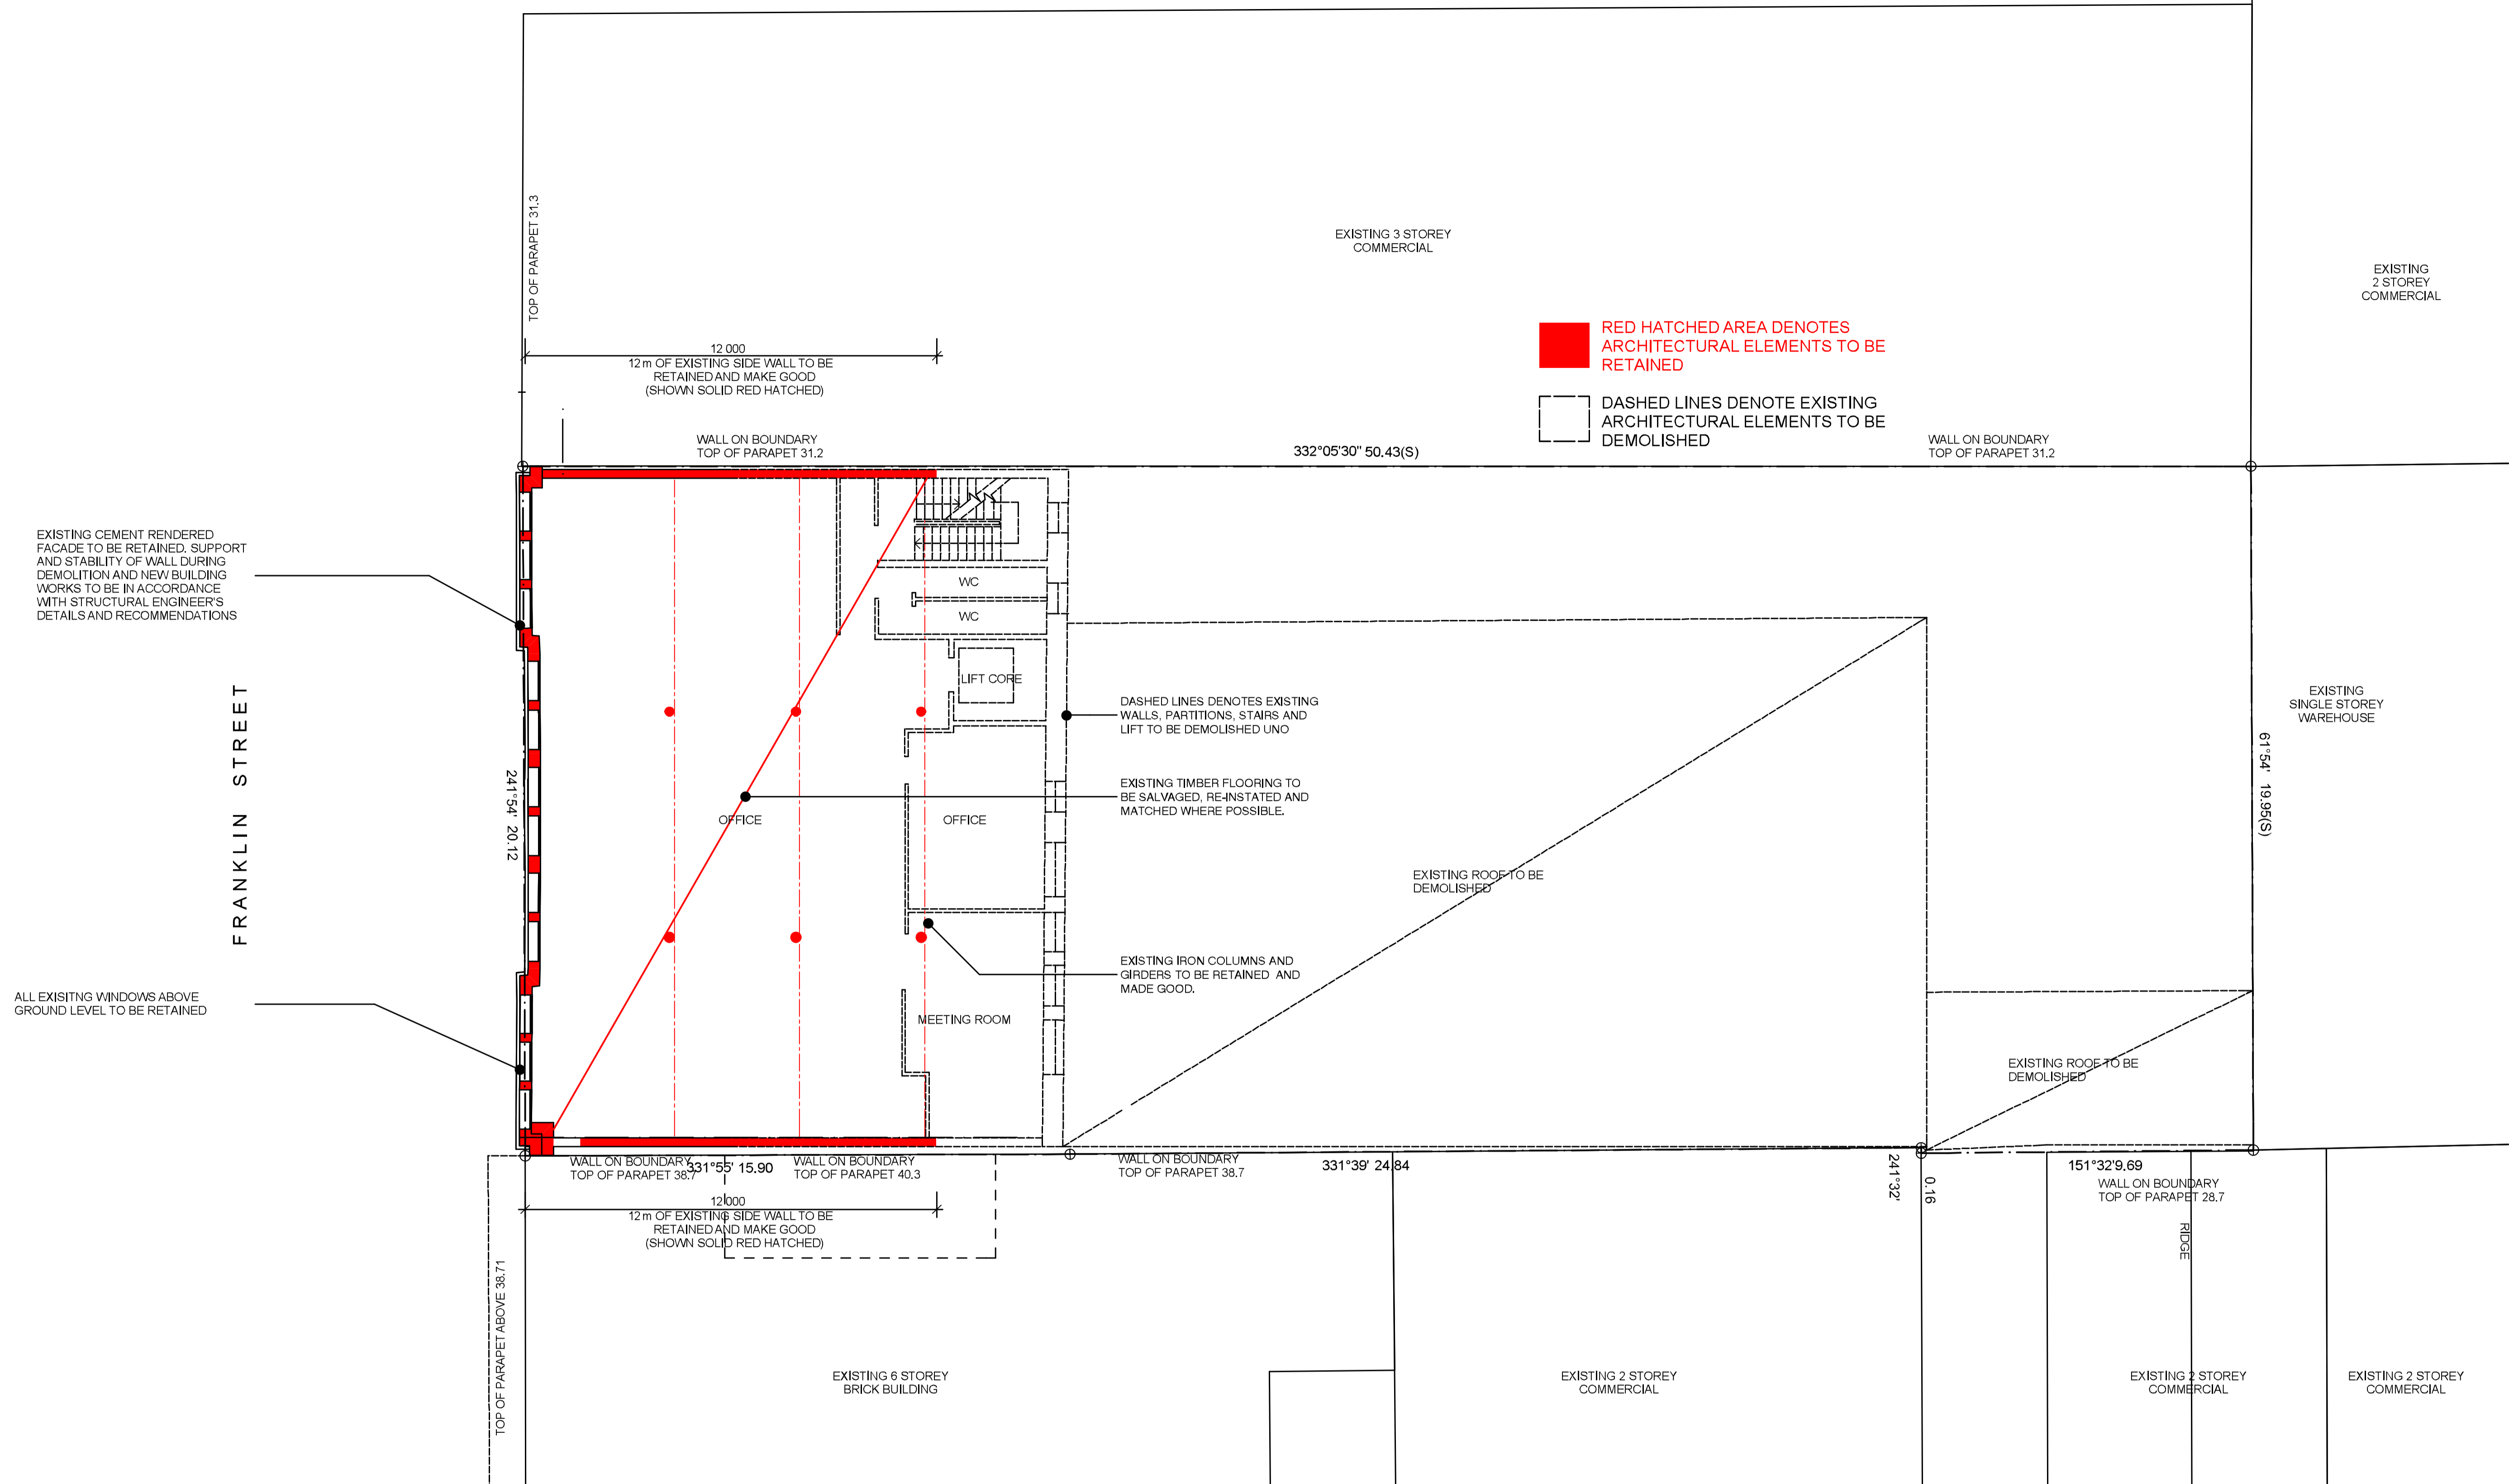 TOP OF PARAPET 31.3
EXISTING 3 STOREY
COMMERCIAL
EXISTING
2 STOREY
COMMERCIAL
12 000
12m OF EXISTING SIDE WALL TO BE
RETAINED AND MAKE GOOD
(SHOWN SOLID RED HATCHED)
RED HATCHED AREA DENOTES
ARCHITECTURAL ELEMENTS TO BE
RETAINED
DASHED LINES DENOTE EXISTING
ARCHITECTURAL ELEMENTS TO BE
DEMOLISHED
WALL ON BOUNDARY
TOP OF PARAPET 31.2
332°05'30" 50.43(S)
WALL ON BOUNDARY
TOP OF PARAPET 31.2
EXISTING CEMENT RENDERED
FACADE TO BE RETAINED. SUPPORT
AND STABILITY OF WALL DURING
DEMOLITION AND NEW BUILDING
WORKS TO BE IN ACCORDANCE
WITH STRUCTURAL ENGINEER'S
DETAILS AND RECOMMENDATIONS
WC
WC
LIFT CORE
DASHED LINES DENOTES EXISTING
WALLS, PARTITIONS, STAIRS AND
LIFT TO BE DEMOLISHED UNO
EXISTING
SINGLE STOREY
WAREHOUSE
FRANKLIN STREET
241°54' 20.12
61°54' 19.95(S)
EXISTING TIMBER FLOORING TO
BE SALVAGED, RE-INSTATED AND
MATCHED WHERE POSSIBLE.
OFFICE
OFFICE
EXISTING ROOF TO BE
DEMOLISHED
EXISTING IRON COLUMNS AND
GIRDERS TO BE RETAINED AND
MADE GOOD.
ALL EXISITNG WINDOWS ABOVE
GROUND LEVEL TO BE RETAINED
MEETING ROOM
EXISTING ROOF TO BE
DEMOLISHED
WALL ON BOUNDARY
TOP OF PARAPET 38.7
331°55' 15.90
WALL ON BOUNDARY
TOP OF PARAPET 40.3
WALL ON BOUNDARY
TOP OF PARAPET 38.7
331°39' 24.84
241°32'
0.16
151°32'9.69
WALL ON BOUNDARY
TOP OF PARAPET 28.7
12 000
12m OF EXISTING SIDE WALL TO BE
RETAINED AND MAKE GOOD
(SHOWN SOLID RED HATCHED)
RIDGE
TOP OF PARAPET ABOVE 38.71
EXISTING 6 STOREY
BRICK BUILDING
EXISTING 2 STOREY
COMMERCIAL
EXISTING 2 STOREY
COMMERCIAL
EXISTING 2 STOREY
COMMERCIAL